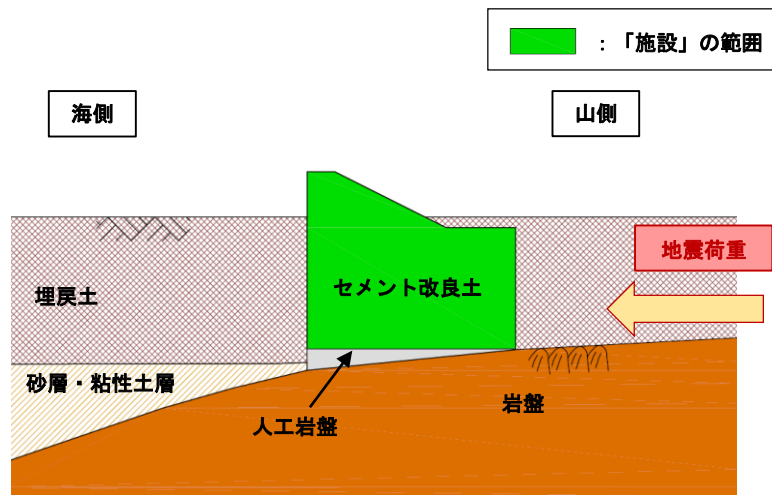 ：「施設」の範囲
海側
山側
地震荷重
埋戻土
セメント改良土
砂層・粘性土層
人工岩盤
岩盤